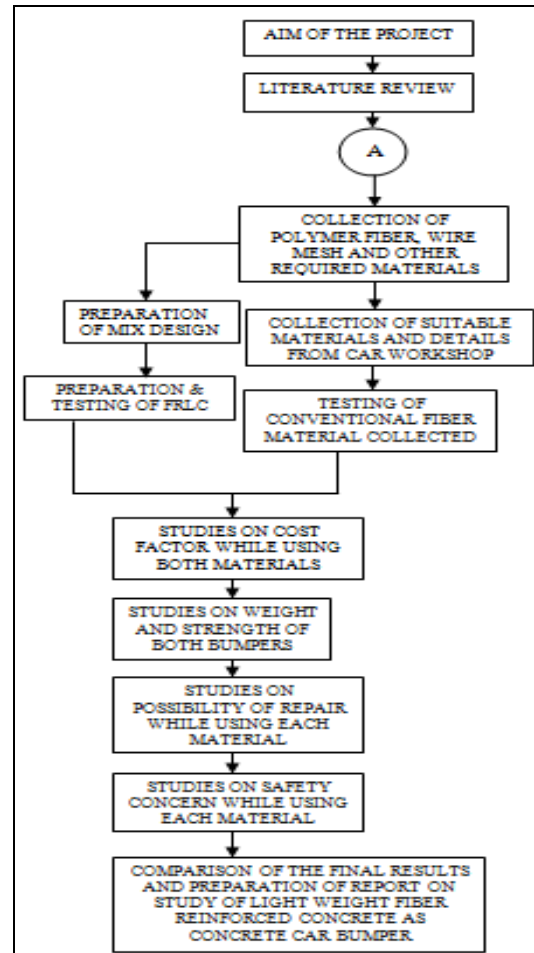 AIM OF THE PROJECT
LITERATURE REVIEW
A
COLLECTION OF
POLYMER FIBER, WIRE
MESH AND OTHER
REQUIRED MATERIALS
PREPARATION
OF MIX DESIGN
COLLECTION OF SUITABLE
MATERIALS AND DETAILS
FROM CAR WORKSHOP
PREPARATION &
TESTING OF FRLC
TESTING OF
CONVENTIONAL FIBER
MATERIAL COLLECTED
STUDIES ON COST
FACTOR WHILE USING
BOTH MATERIALS
STUDIES ON WEIGHT
AND STRENGTH OF
BOTH BUMPERS
STUDIES ON
POSSIBILITY OF REPAIR
WHILE USING EACH
MATERIAL
STUDIES ON SAFETY
CONCERN WHILE USING
EACH MATERIAL
COMPARISON OF THE FINAL RESULTS
AND PREPARATION OF REPORT ON
STUDY OF LIGHT WEIGHT FIBER
REINFORCED CONCRETE AS
CONCRETE CAR BUMPER